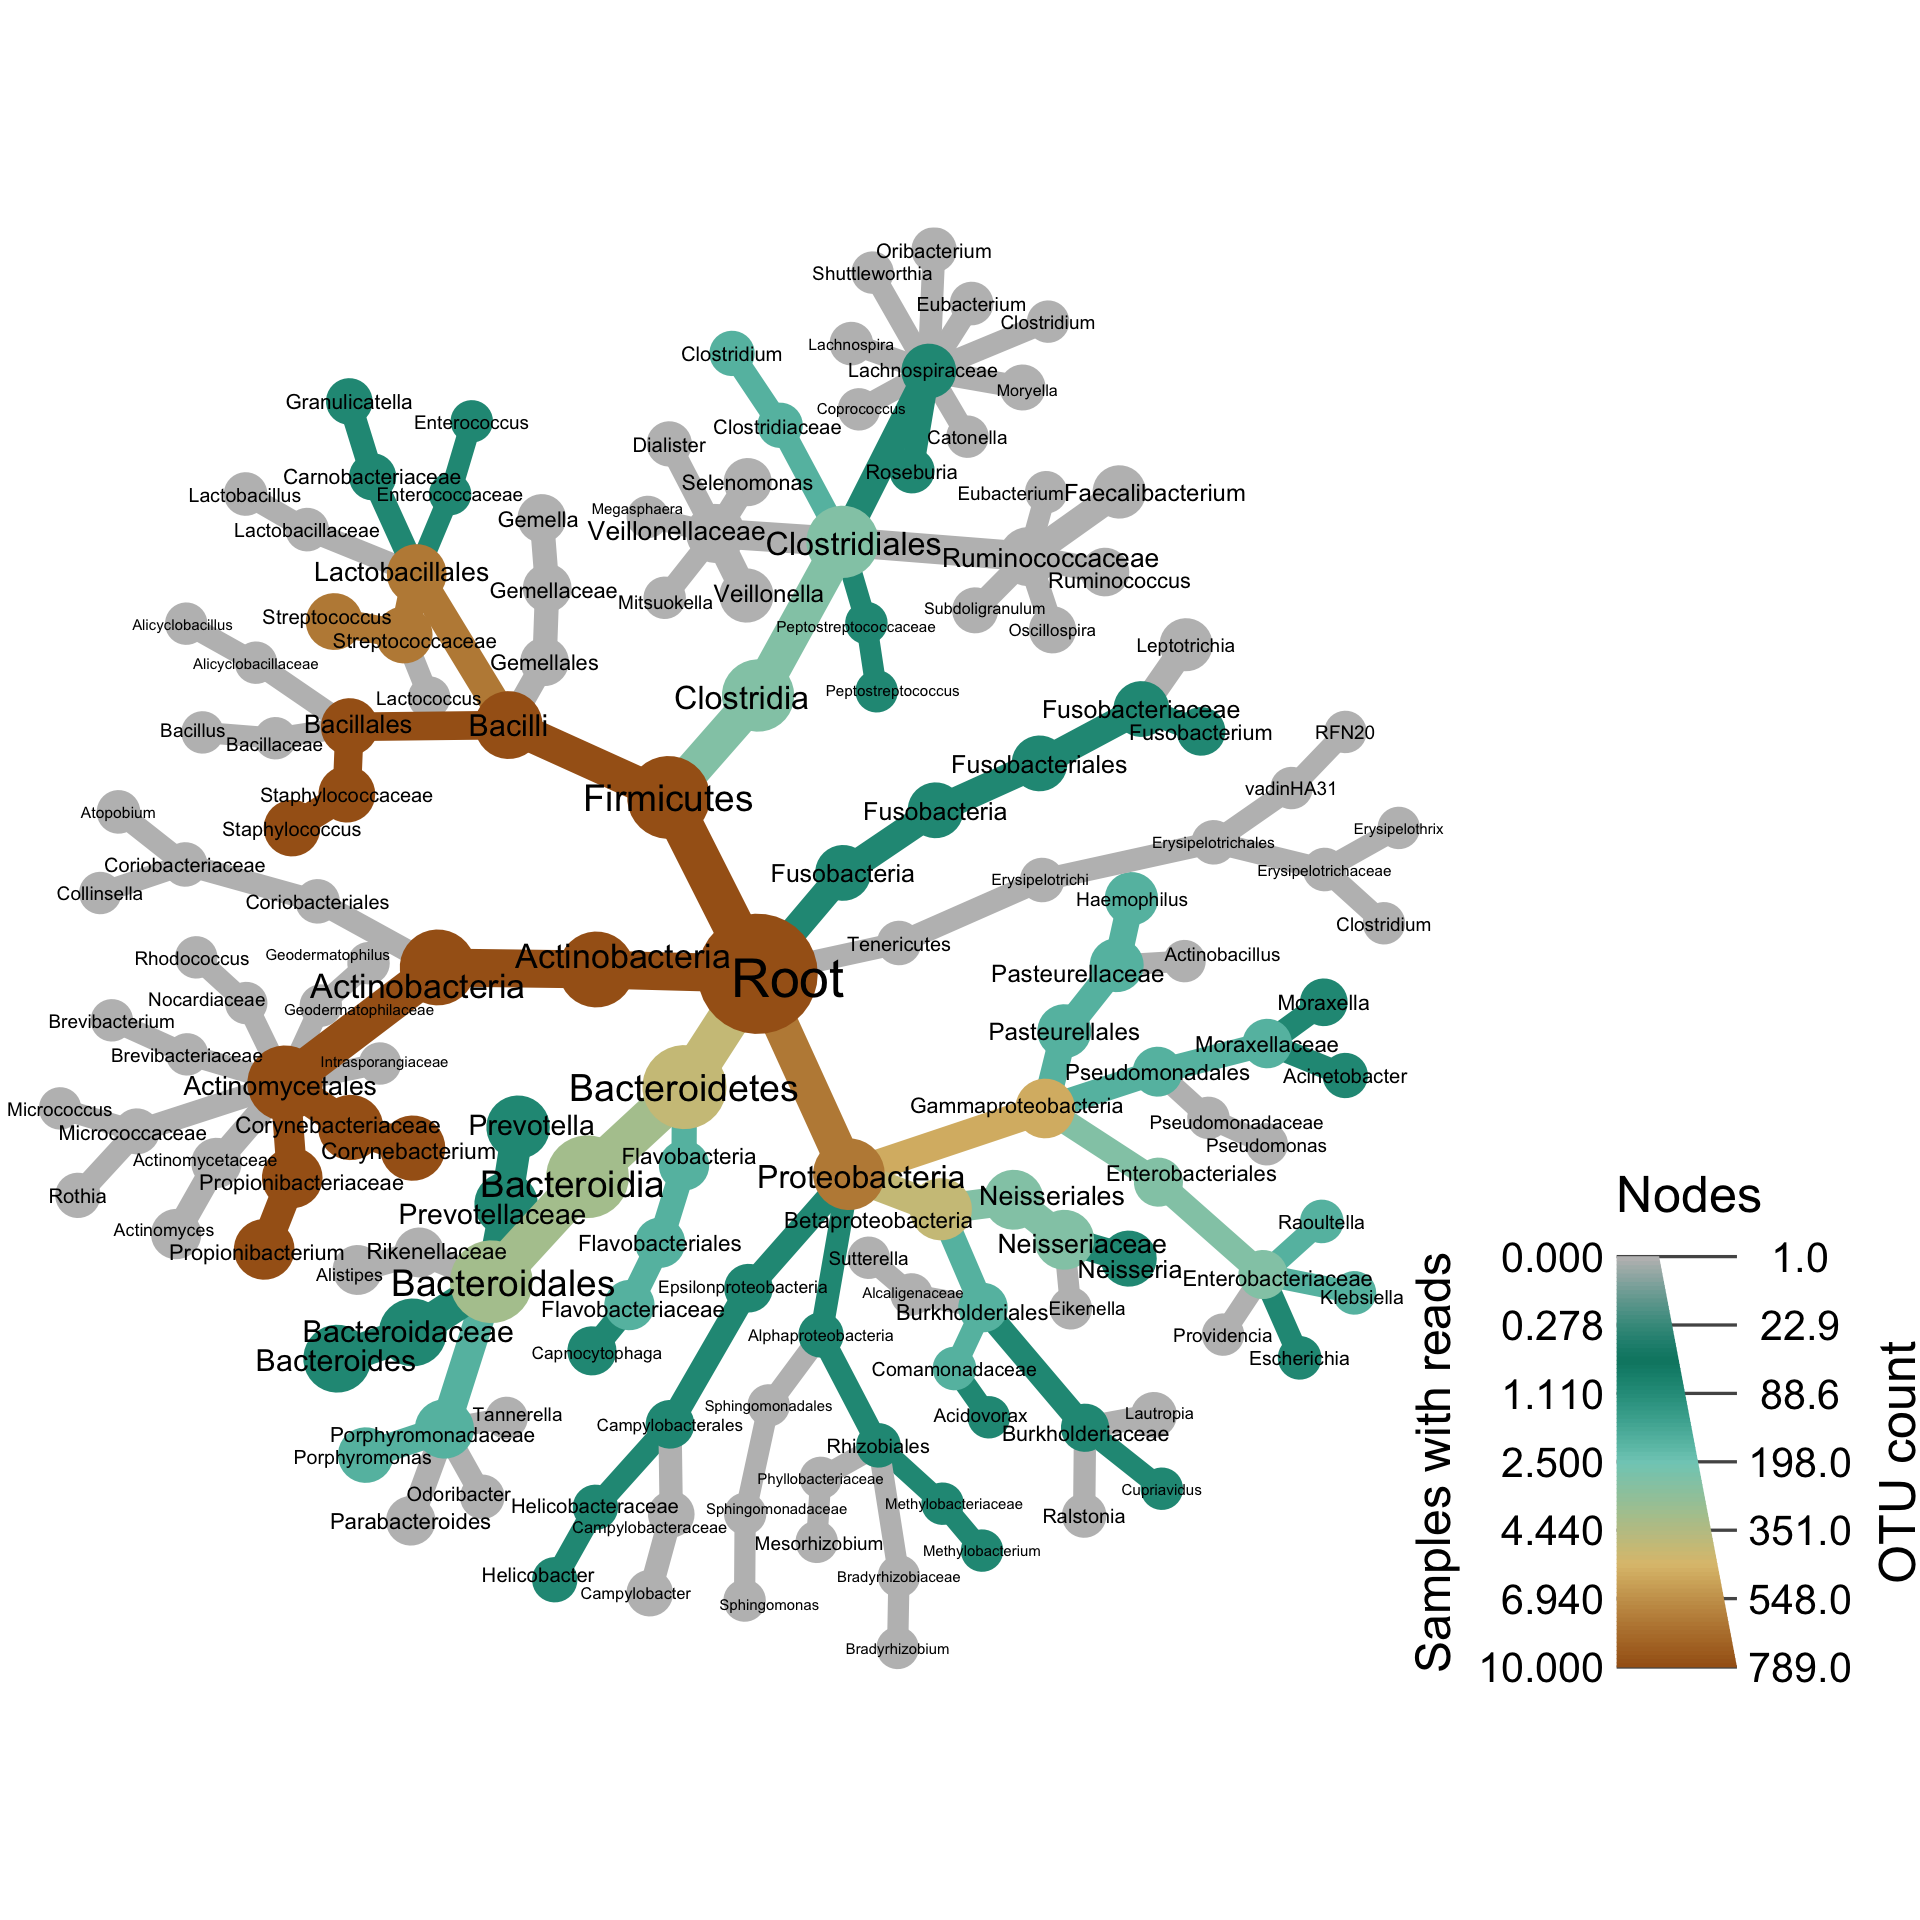 Oribacterium
Shuttleworthia
Eubacterium
Clostridium
Lachnospira
Clostridium
Lachnospiraceae
Moryella
Granulicatella
Coprococcus
Enterococcus
Clostridiaceae
Catonella
Dialister
Roseburia
Carnobacteriaceae
Selenomonas
Eubacterium
Faecalibacterium
Lactobacillus
Enterococcaceae
Megasphaera
Gemella
Lactobacillaceae
Veillonellaceae
Clostridiales
Ruminococcaceae
Lactobacillales
Ruminococcus
Gemellaceae
Veillonella
Mitsuokella
Subdoligranulum
Streptococcus
Alicyclobacillus
Peptostreptococcaceae
Oscillospira
Streptococcaceae
Leptotrichia
Alicyclobacillaceae
Gemellales
Peptostreptococcus
Lactococcus
Clostridia
Fusobacteriaceae
Bacillales
Bacilli
Bacillus
Fusobacterium
RFN20
Bacillaceae
Fusobacteriales
vadinHA31
Staphylococcaceae
Firmicutes
Atopobium
Fusobacteria
Staphylococcus
Erysipelothrix
Erysipelotrichales
Coriobacteriaceae
Fusobacteria
Erysipelotrichaceae
Erysipelotrichi
Collinsella
Haemophilus
Coriobacteriales
Clostridium
Tenericutes
Geodermatophilus
Actinobacteria
Actinobacillus
Rhodococcus
Root
Pasteurellaceae
Actinobacteria
Nocardiaceae
Moraxella
Geodermatophilaceae
Brevibacterium
Pasteurellales
Moraxellaceae
Brevibacteriaceae
Intrasporangiaceae
Pseudomonadales
Acinetobacter
Actinomycetales
Bacteroidetes
Micrococcus
Gammaproteobacteria
Pseudomonadaceae
Corynebacteriaceae
Prevotella
Micrococcaceae
Pseudomonas
Corynebacterium
Flavobacteria
Actinomycetaceae
Enterobacteriales
Proteobacteria
Propionibacteriaceae
Bacteroidia
Rothia
Neisseriales
Nodes
Prevotellaceae
Betaproteobacteria
Raoultella
Actinomyces
Flavobacteriales
Neisseriaceae
Propionibacterium
Rikenellaceae
Sutterella
Neisseria
Alistipes
Bacteroidales
Epsilonproteobacteria
Enterobacteriaceae
Alcaligenaceae
Klebsiella
Flavobacteriaceae
Burkholderiales
Eikenella
Bacteroidaceae
Alphaproteobacteria
Providencia
Capnocytophaga
Escherichia
Bacteroides
Comamonadaceae
Sphingomonadales
Tannerella
Acidovorax
Lautropia
Campylobacterales
Porphyromonadaceae
Burkholderiaceae
Rhizobiales
Porphyromonas
Phyllobacteriaceae
Cupriavidus
Odoribacter
Helicobacteraceae
Sphingomonadaceae
Methylobacteriaceae
Parabacteroides
Campylobacteraceae
Ralstonia
Mesorhizobium
Methylobacterium
Helicobacter
Bradyrhizobiaceae
Campylobacter
Sphingomonas
Bradyrhizobium
Samples with reads
0.000
0.278
1.110
2.500
4.440
6.940
10.000
1.0
22.9
88.6
198.0
351.0
548.0
789.0
OTU count